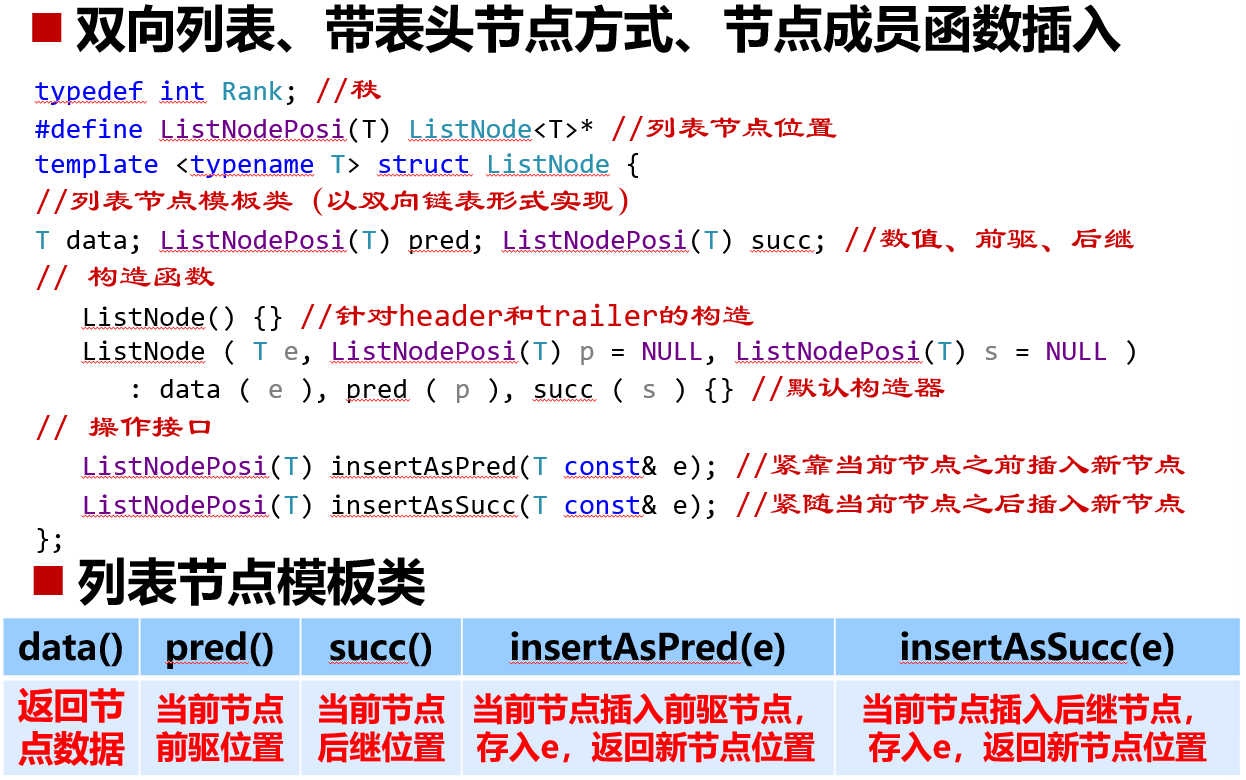 双向列表、带表头节点方式、节点成员函数插入
typedef int Rank; //秩
#define ListNodePosi(T) ListNode<T>* //列表节点位置
template <typename T> struct ListNode {
//列表节点模板类（以双向链表形式实现）
T data; ListNodePosi(T) pred; ListNodePosi(T) succ; //数值、前驱、后继
// 构造函数
ListNode() {} //针对header和trailer的构造
ListNode ( T e, ListNodePosi(T) p = NULL, ListNodePosi(T) s = NULL )
: data ( e ), pred ( p ), succ ( s ) {} //默认构造器
// 操作接口
ListNodePosi(T) insertAsPred(T const& e); //紧靠当前节点之前插入新节点
ListNodePosi(T) insertAsSucc(T const& e); //紧随当前节点之后插入新节点
};
列表节点模板类
data() pred() succ() insertAsPred(e) insertAsSucc(e)
返回节 当前节点 当前节点 当前节点插入前驱节点， 当前节点插入后继节点，
点数据 前驱位置 后继位置 存入e，返回新节点位置 存入e，返回新节点位置